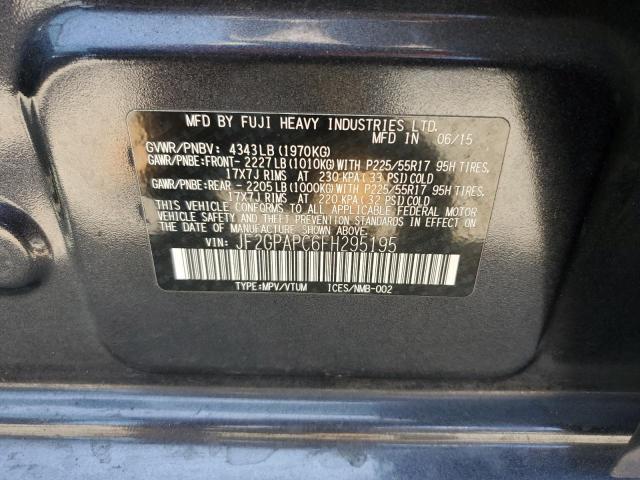 MFD BY FUJI HEAVY INDUSTRIES LTD.
MFD IN 06/15
GVWR/PNBV: 4343LB (1970KG)
GAWR/PNBE:FRONT- 2227LB(1010KG)WITH P225/55R17 95H TIRES,
17X7J RIMS AT 230 KPA(33 PSI)COLD
GAWR/PNBE:REAR - 2205LB(1000KG)WITH P225/55R17 95H TIRES,
17X7J RIMS AT 220 KPA(32 PSI)COLD
THIS VEHICLE CONFORMS TO ALL APPLICABLE FEDERAL MOTOR
VEHICLE SAFETY AND THEFT PREVENTION STANDARDS IN EFFECT ON
THE DATE OF MANUFACTURE SHOWN ABOVE.
VIN: JF2GPAPC6FH295195
TYPE:MPV/VTUM ICES/NMB-002